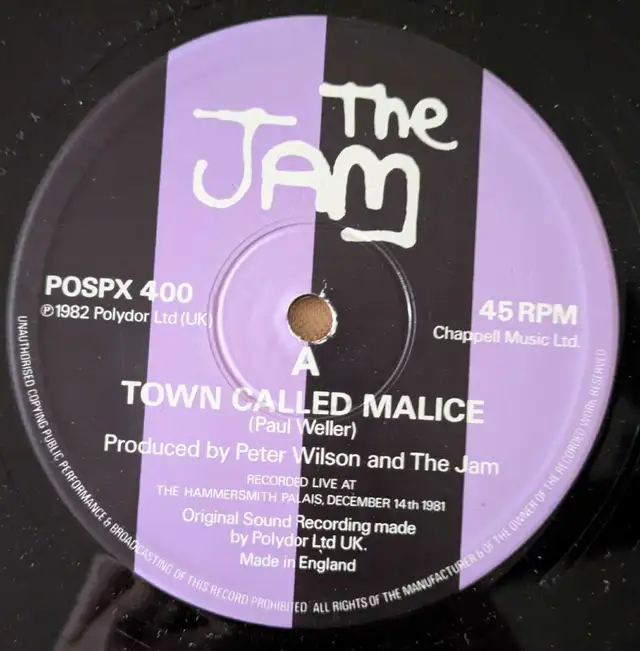 The
JAM
POSPX 400
℗1982 Polydor Ltd (UK)
45 RPM
Chappell Music Ltd.
A
TOWN CALLED MALICE
(Paul Weller)
Produced by Peter Wilson and The Jam
RECORDED LIVE AT
THE HAMMERSMITH PALAIS, DECEMBER 14th 1981
Original Sound Recording made
by Polydor Ltd UK.
Made in England
UNAUTHORISED COPYING PUBLIC PERFORMANCE & BROADCASTING OF THIS RECORD PROHIBITED ALL RIGHTS OF THE MANUFACTURER & OF THE OWNER OF THE RECORDED WORK RESERVED